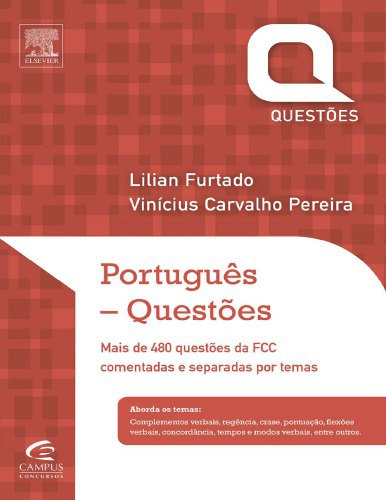 ELSEVIER
QUESTÕES
Lilian Furtado
Vinícius Carvalho Pereira
Português
– Questões
Mais de 480 questões da FCC
comentadas e separadas por temas
Aborda os temas:
Complementos verbais, regência, crase, pontuação, flexões
verbais, concordância, tempos e modos verbais, entre outros.
CAMPUS
CONCURSOS